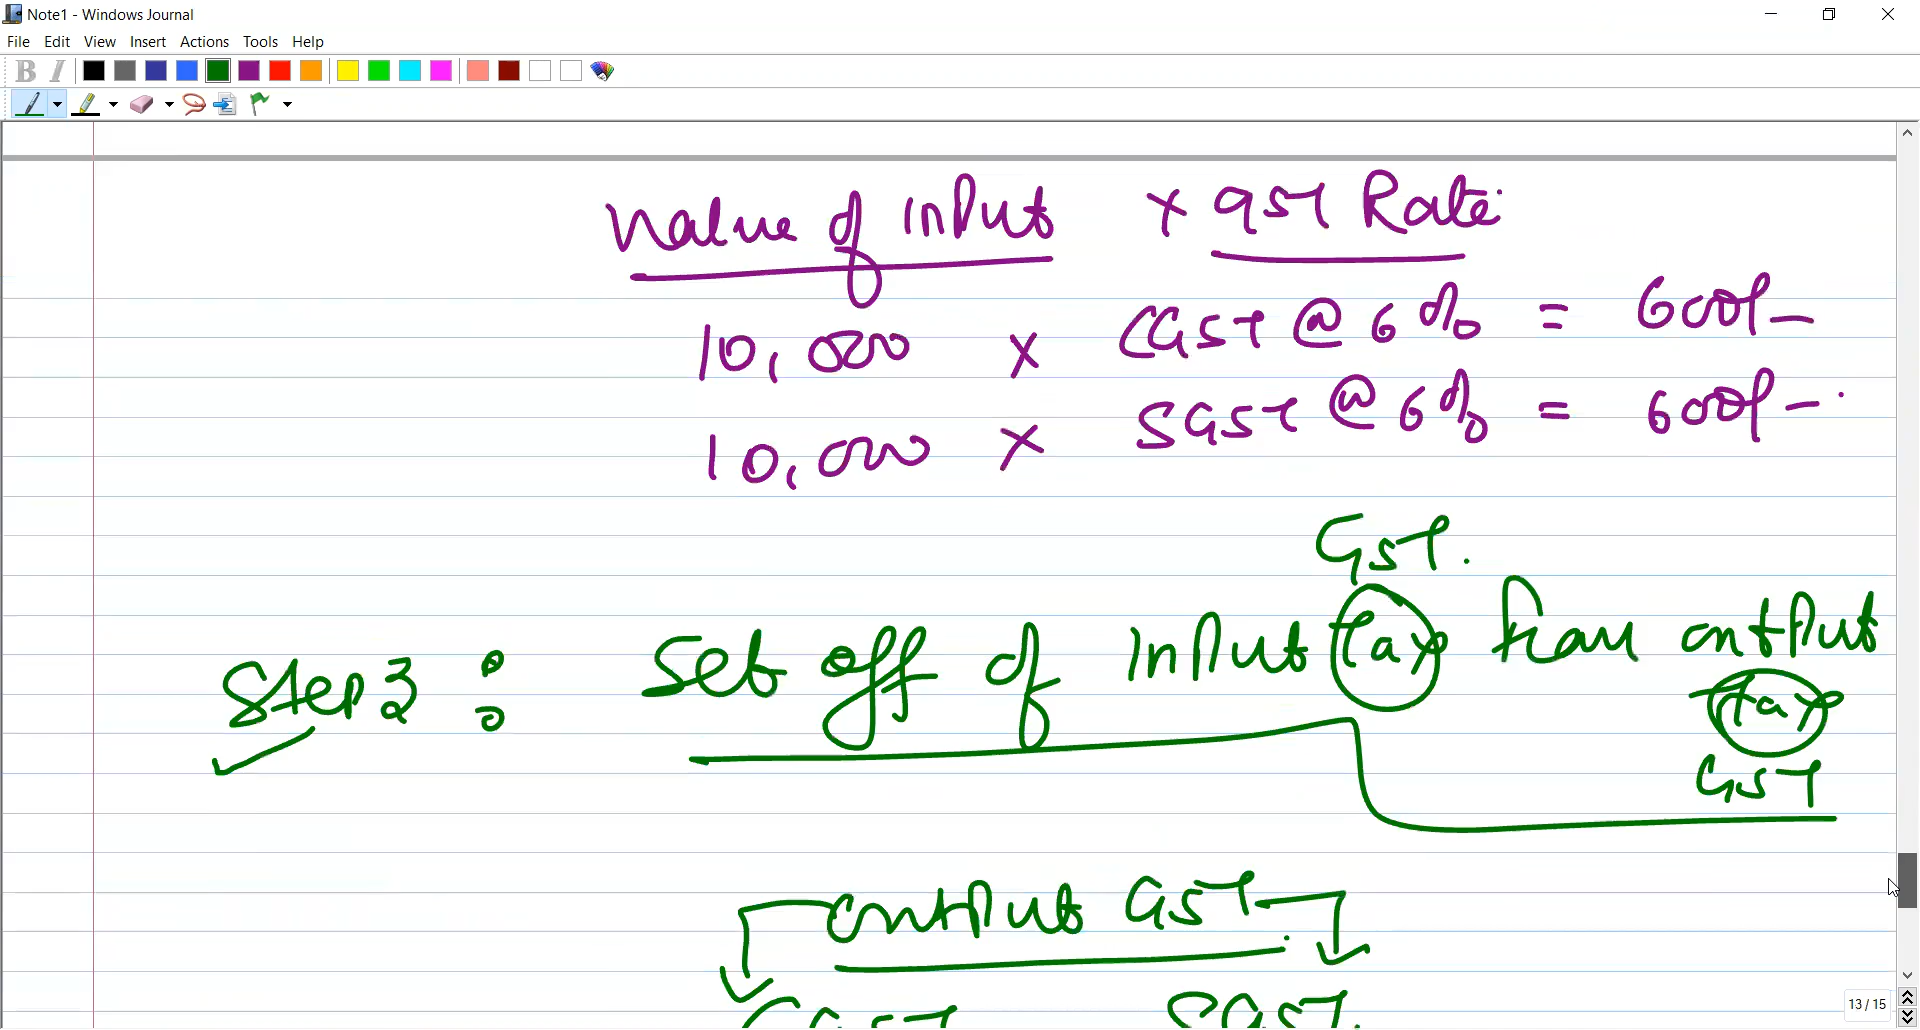 Note1 - Windows Journal
File Edit View Insert Actions Tools Help
B I
Value of input × GST Rate
10,000 × CGST @ 6% = 600/-
10,000 × SGST @ 6% = 600/-
GST.
Step 3 : Set off of input Tax from output
tax
GST
output GST
CGST SGST
13 / 15